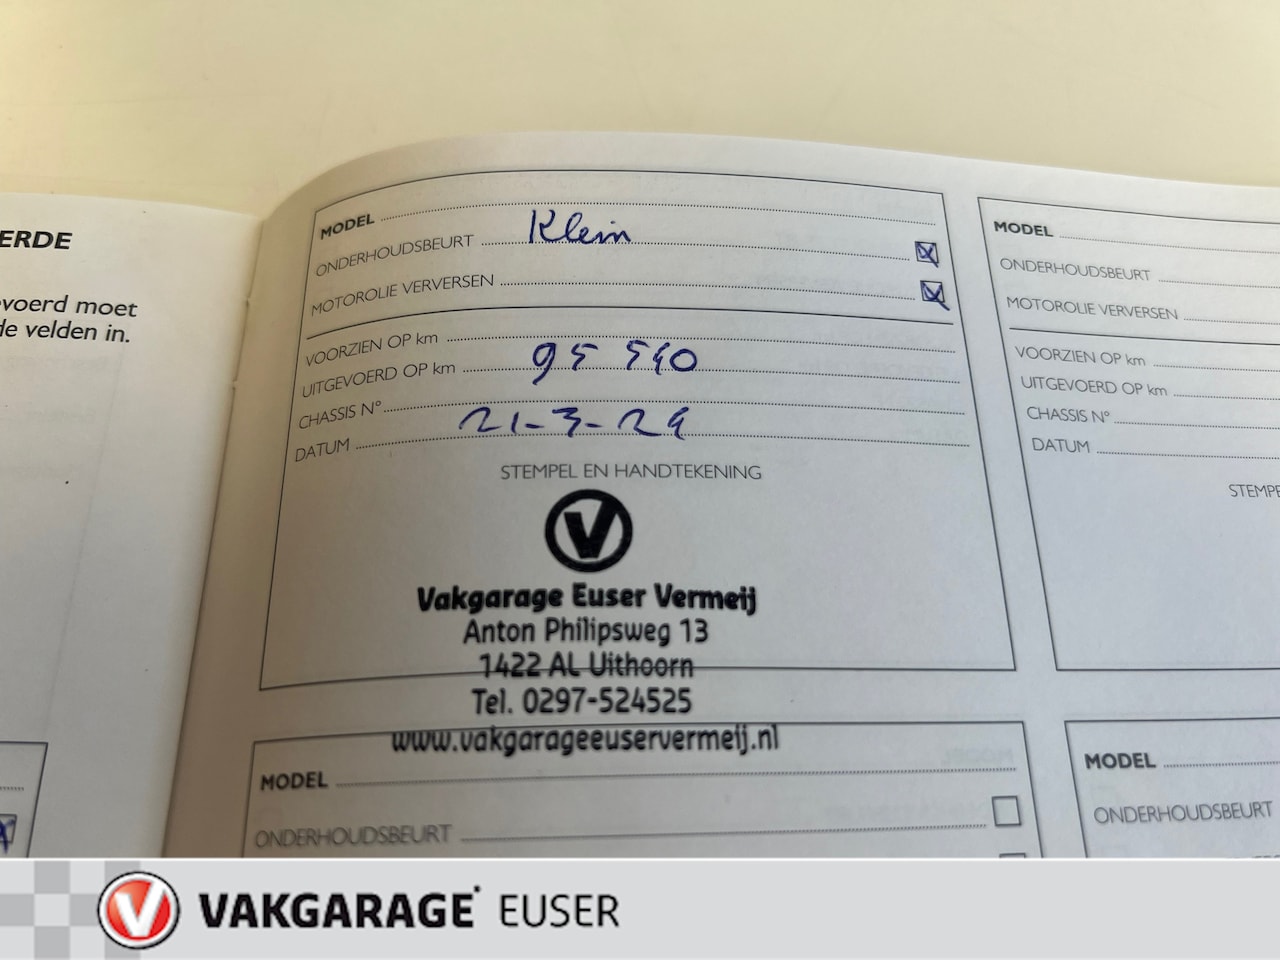 ERDE
evoerd moet
de velden in.
MODEL
ONDERHOUDSBEURT Klein
MOTOROLIE VERVERSEN
VOORZIEN OP km
UITGEVOERD OP km 95 590
CHASSIS N°
DATUM 21-3-24
STEMPEL EN HANDTEKENING
V
Vakgarage Euser Vermeij
Anton Philipsweg 13
1422 AL Uithoorn
Tel. 0297-524525
www.vakgarageeuservermeij.nl
MODEL
ONDERHOUDSBEURT
MODEL
ONDERHOUDSBEURT
MOTOROLIE VERVERSEN
VOORZIEN OP km
UITGEVOERD OP km
CHASSIS N°
DATUM
STEMPE
MODEL
ONDERHOUDSBEURT
VAKGARAGE EUSER